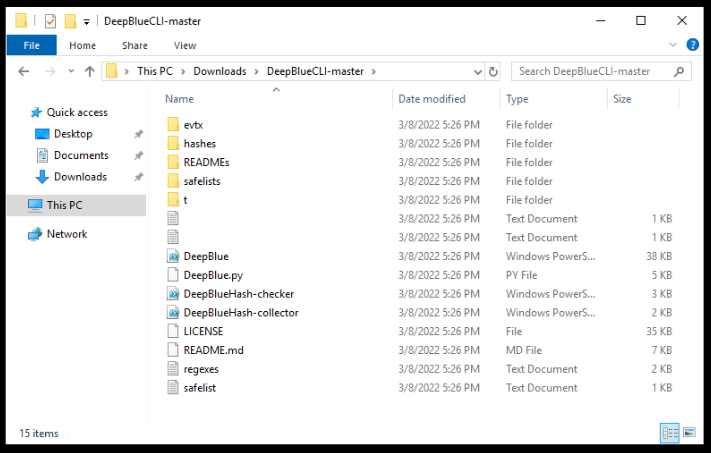 DeepBlueCLI-master
File Home Share View
This PC Downloads DeepBlueCLI-master Search DeepBlueCLI-master
Name Date modified Type Size
Quick access
Desktop
Documents
Downloads
This PC
Network
evtx 3/8/2022 5:26 PM File folder
hashes 3/8/2022 5:26 PM File folder
READMEs 3/8/2022 5:26 PM File folder
safelists 3/8/2022 5:26 PM File folder
t 3/8/2022 5:26 PM File folder
3/8/2022 5:26 PM Text Document 1 KB
3/8/2022 5:26 PM Text Document 1 KB
DeepBlue 3/8/2022 5:26 PM Windows PowerS... 38 KB
DeepBlue.py 3/8/2022 5:26 PM PY File 5 KB
DeepBlueHash-checker 3/8/2022 5:26 PM Windows PowerS... 3 KB
DeepBlueHash-collector 3/8/2022 5:26 PM Windows PowerS... 2 KB
LICENSE 3/8/2022 5:26 PM File 35 KB
README.md 3/8/2022 5:26 PM MD File 7 KB
regexes 3/8/2022 5:26 PM Text Document 2 KB
safelist 3/8/2022 5:26 PM Text Document 1 KB
15 items